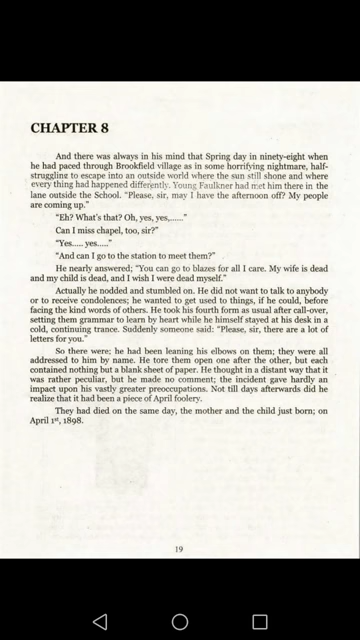 CHAPTER 8
And there was always in his mind that Spring day in ninety-eight when
he had paced through Brookfield village as in some horrifying nightmare, half-
struggling to escape into an outside world where the sun still shone and where
every thing had happened differently. Young Faulkner had met him there in the
lane outside the School. "Please, sir, may I have the afternoon off? My people
are coming up."
"Eh? What's that? Oh, yes, yes,......"
Can I miss chapel, too, sir?"
"Yes..... yes....."
"And can I go to the station to meet them?"
He nearly answered; "You can go to blazes for all I care. My wife is dead
and my child is dead, and I wish I were dead myself."
Actually he nodded and stumbled on. He did not want to talk to anybody
or to receive condolences; he wanted to get used to things, if he could, before
facing the kind words of others. He took his fourth form as usual after call-over,
setting them grammar to learn by heart while he himself stayed at his desk in a
cold, continuing trance. Suddenly someone said: "Please, sir, there are a lot of
letters for you."
So there were; he had been leaning his elbows on them; they were all
addressed to him by name. He tore them open one after the other, but each
contained nothing but a blank sheet of paper. He thought in a distant way that it
was rather peculiar, but he made no comment; the incident gave hardly an
impact upon his vastly greater preoccupations. Not till days afterwards did he
realize that it had been a piece of April foolery.
They had died on the same day, the mother and the child just born; on
April 1st, 1898.
19